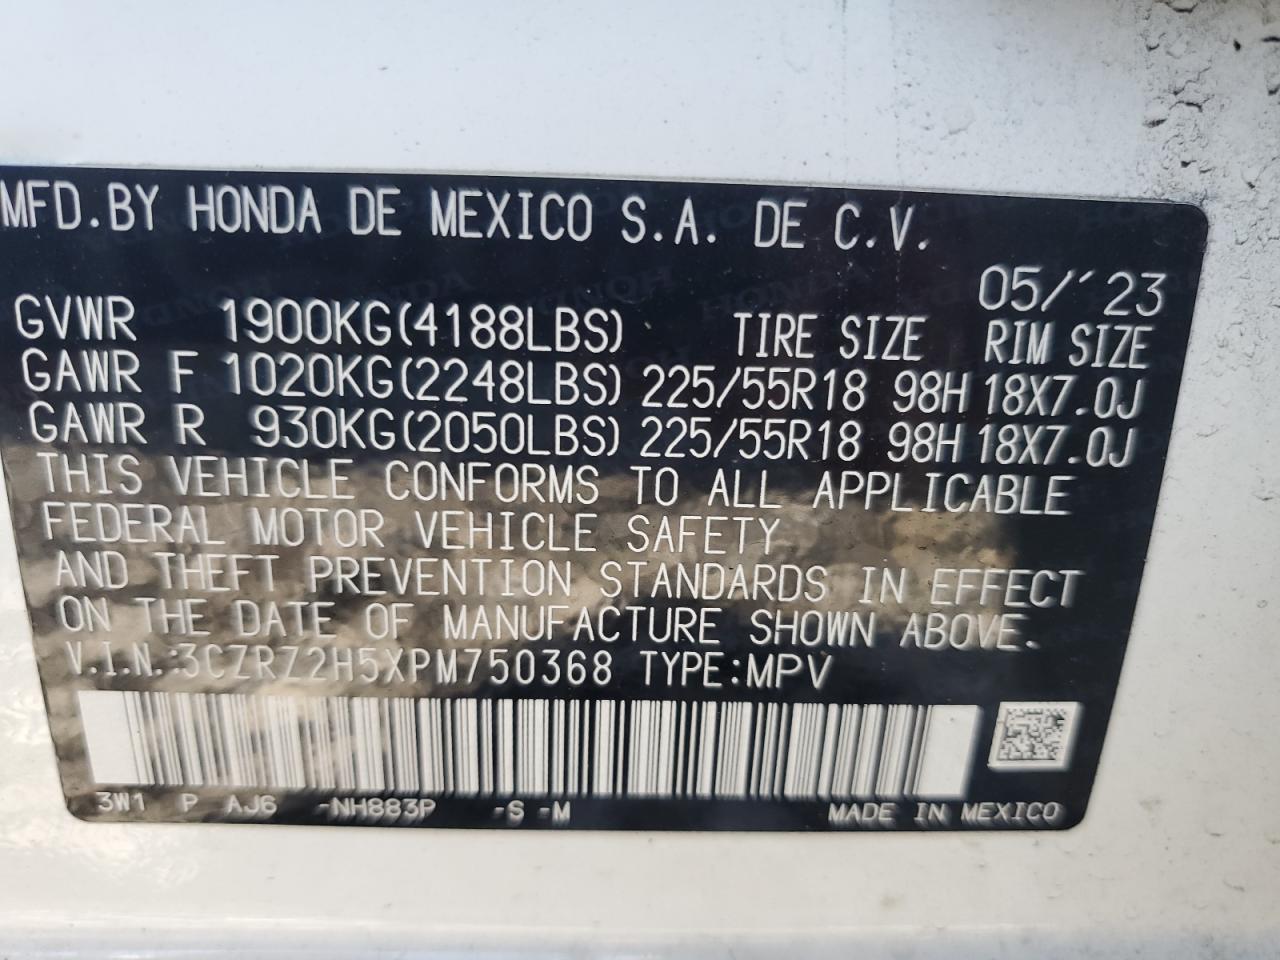 MFD.BY HONDA DE MEXICO S.A. DE C.V.
05/'23
GVWR 1900KG(4188LBS) TIRE SIZE RIM SIZE
GAWR F 1020KG(2248LBS) 225/55R18 98H 18X7.0J
GAWR R 930KG(2050LBS) 225/55R18 98H 18X7.0J
THIS VEHICLE CONFORMS TO ALL APPLICABLE
FEDERAL MOTOR VEHICLE SAFETY
AND THEFT PREVENTION STANDARDS IN EFFECT
ON THE DATE OF MANUFACTURE SHOWN ABOVE.
V.I.N.:3CZRZ2H5XPM750368 TYPE:MPV
3W1 P AJ6 -NH883P -S -M MADE IN MEXICO